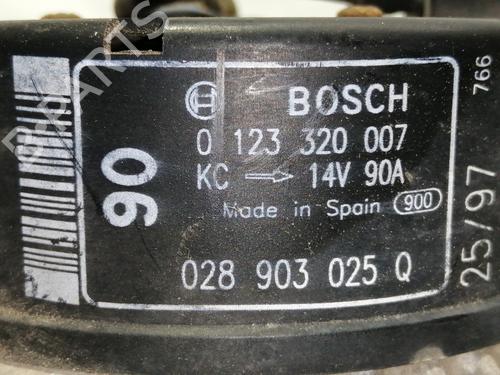 BOSCH
0 123 320 007
KC → 14V 90A
Made in Spain 900
028 903 025 Q
90
25/97
766
B-PARTS